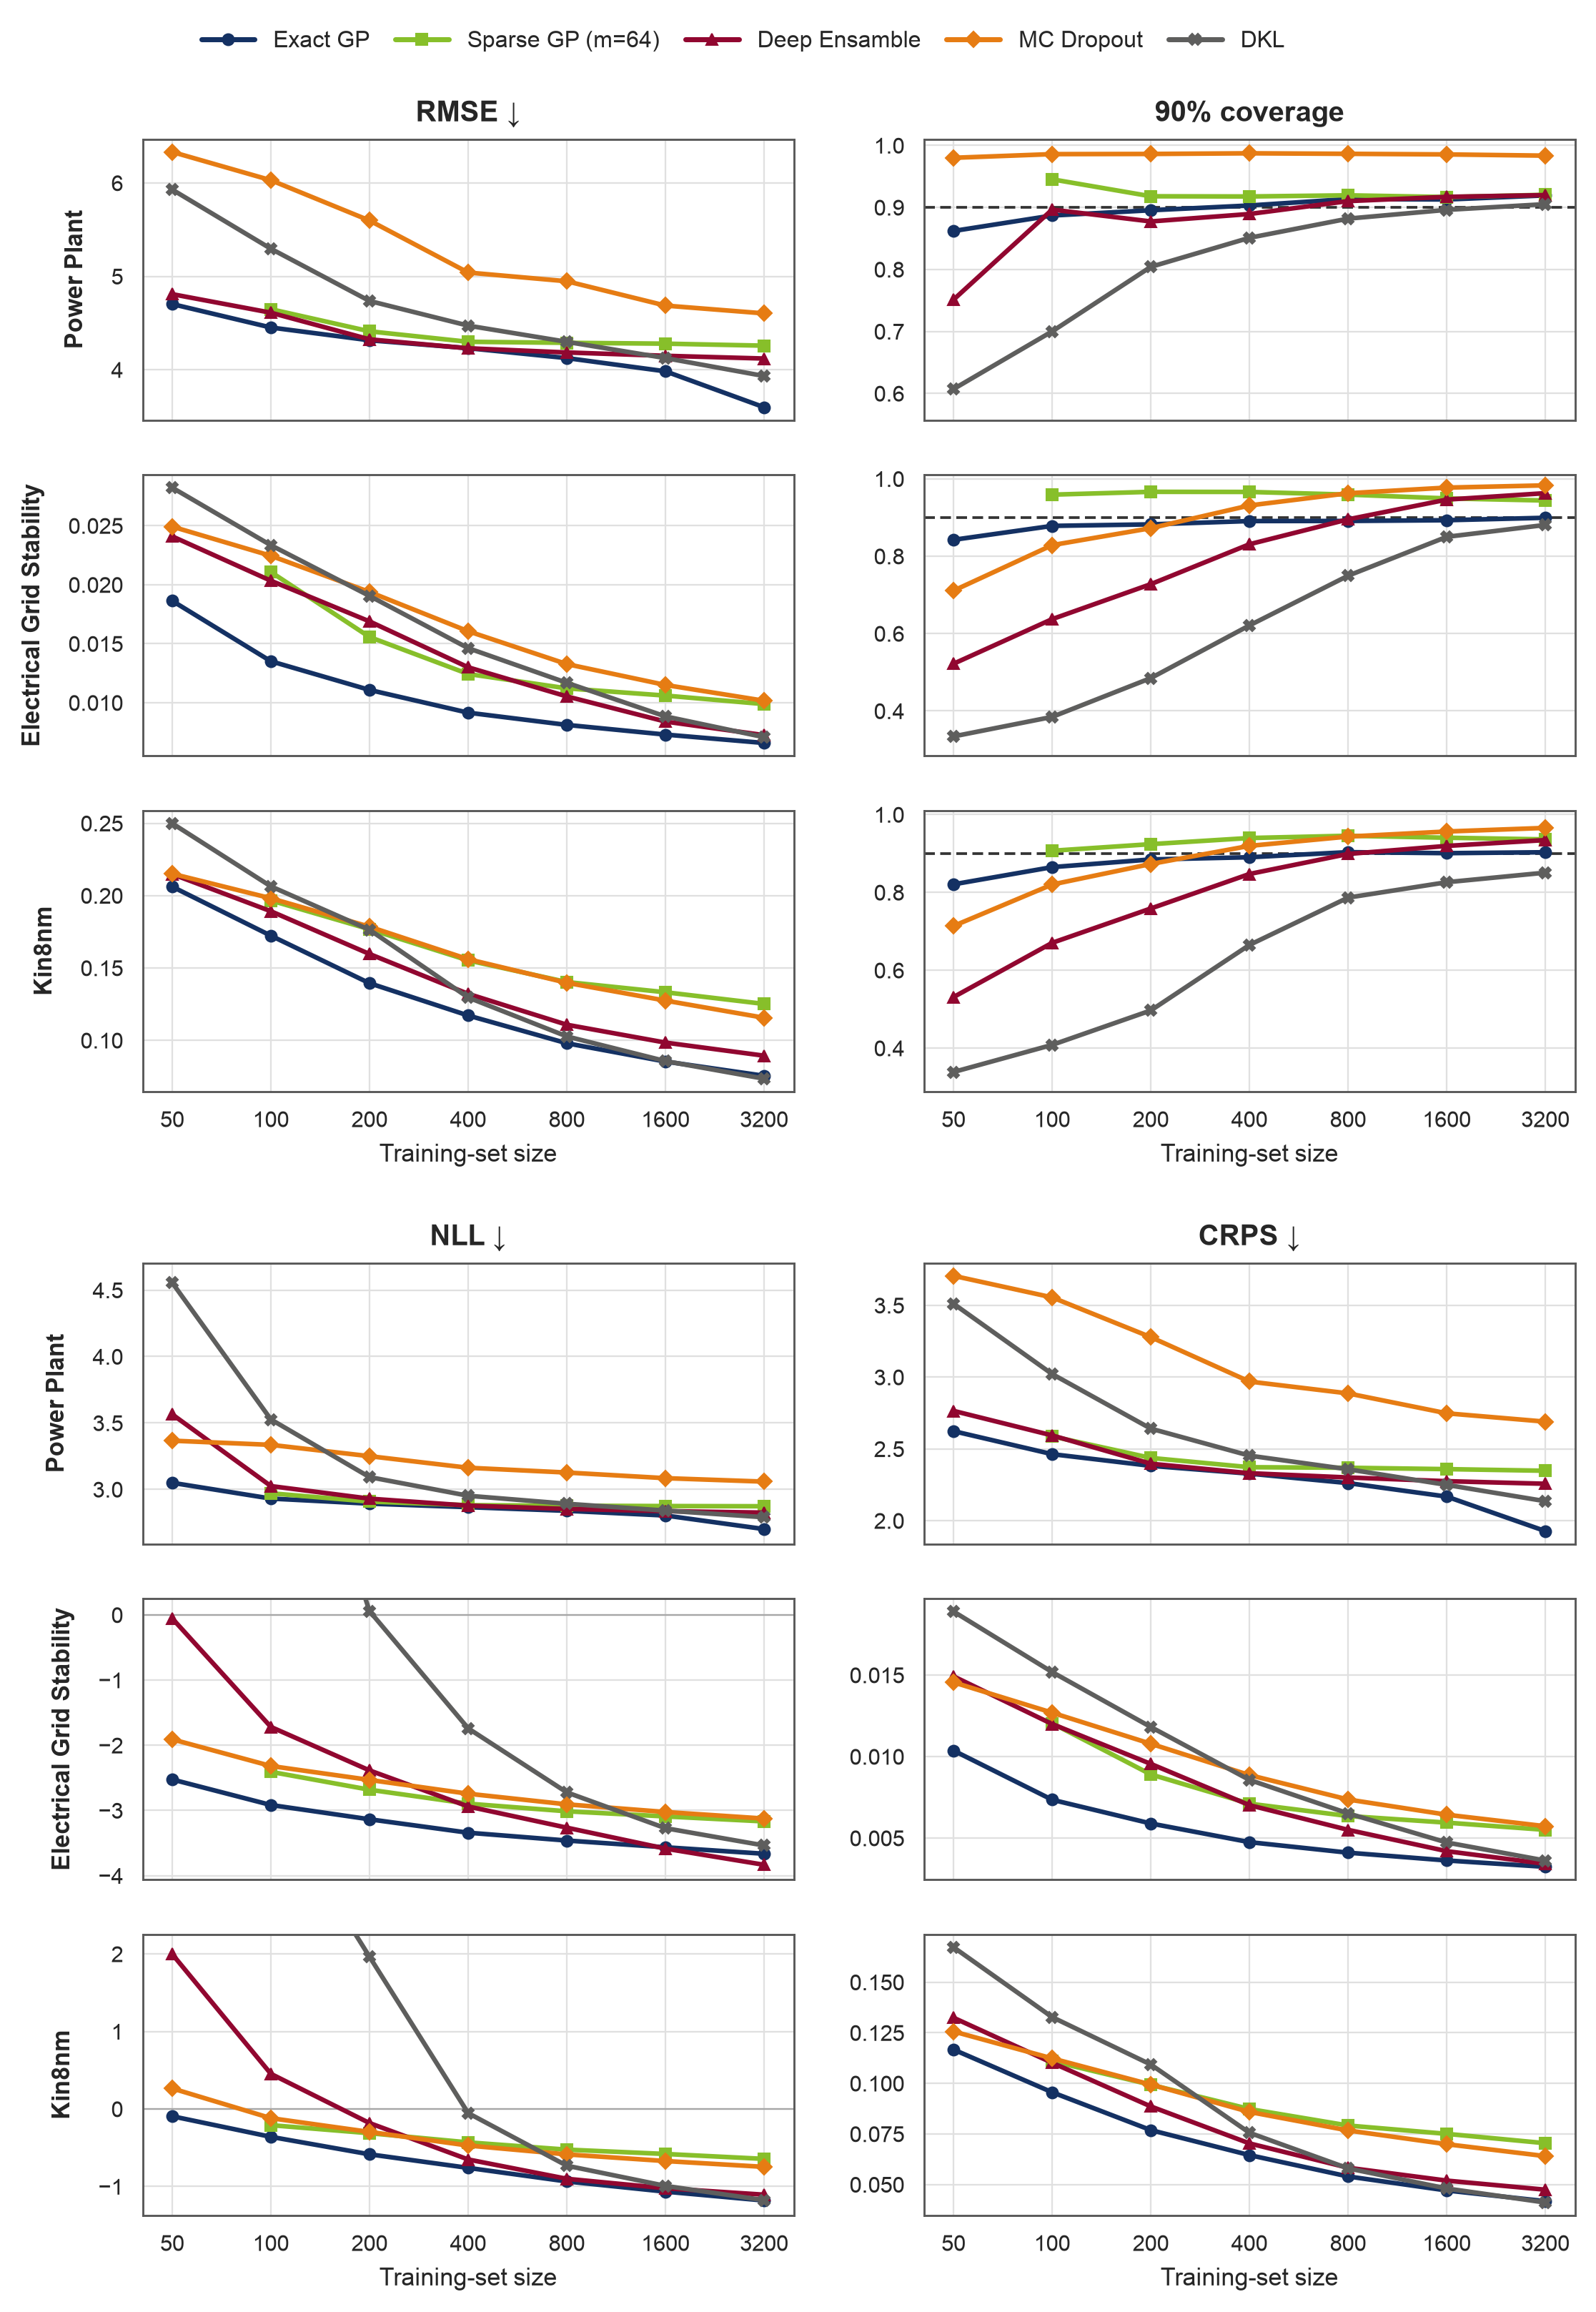 Exact GP Sparse GP (m=64) Deep Ensamble MC Dropout DKL
RMSE ↓ 90% coverage
Power Plant
6
5
4
1.0
0.9
0.8
0.7
0.6
Electrical Grid Stability
0.025
0.020
0.015
0.010
1.0
0.8
0.6
0.4
Kin8nm
0.25
0.20
0.15
0.10
1.0
0.8
0.6
0.4
50 100 200 400 800 1600 3200
Training-set size
50 100 200 400 800 1600 3200
Training-set size
NLL ↓ CRPS ↓
Power Plant
4.5
4.0
3.5
3.0
3.5
3.0
2.5
2.0
Electrical Grid Stability
0
−1
−2
−3
−4
0.015
0.010
0.005
Kin8nm
2
1
0
−1
0.150
0.125
0.100
0.075
0.050
50 100 200 400 800 1600 3200
Training-set size
50 100 200 400 800 1600 3200
Training-set size